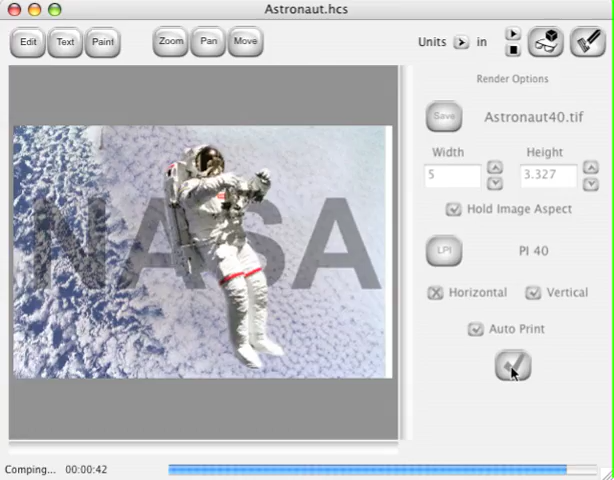 Astronaut.hcs
Edit Text Paint Zoom Pan Move Units in
Render Options
Save Astronaut40.tif
Width Height
5 3.327
Hold Image Aspect
LPI PI 40
Horizontal Vertical
Auto Print
NASA
Comping... 00:00:42